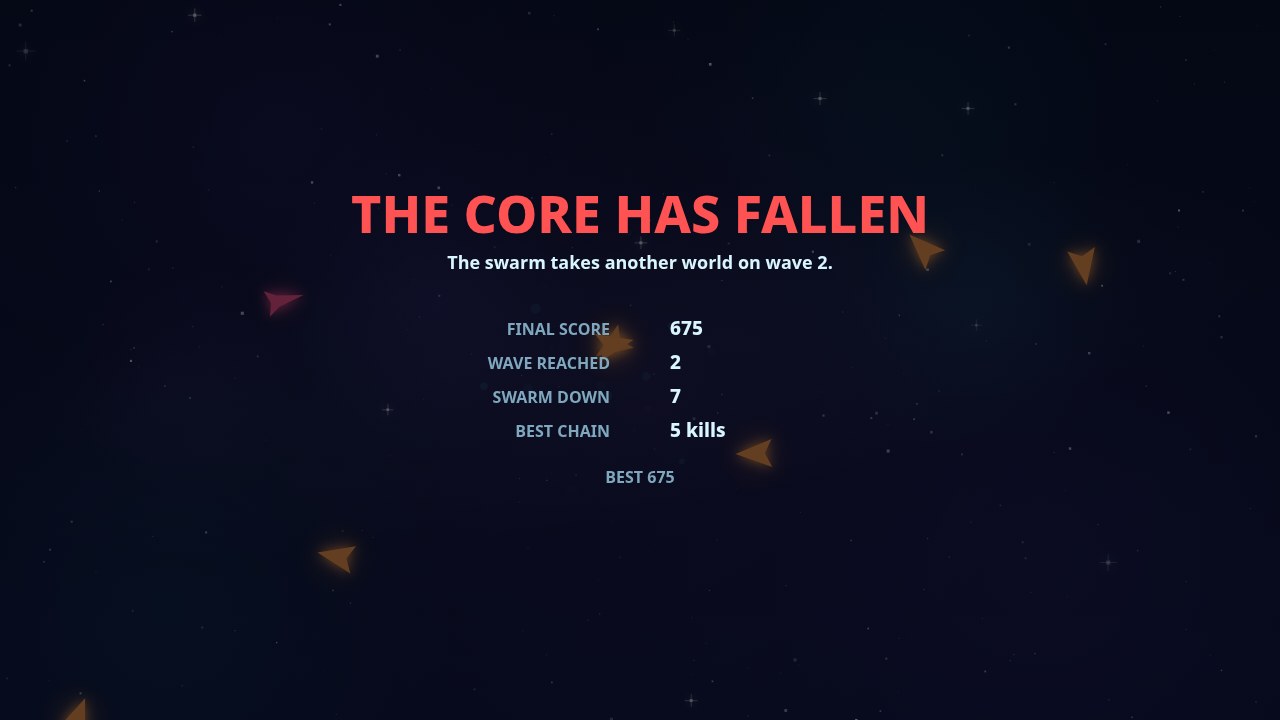 THE CORE HAS FALLEN
The swarm takes another world on wave 2.
FINAL SCORE 675
WAVE REACHED 2
SWARM DOWN 7
BEST CHAIN 5 kills
BEST 675